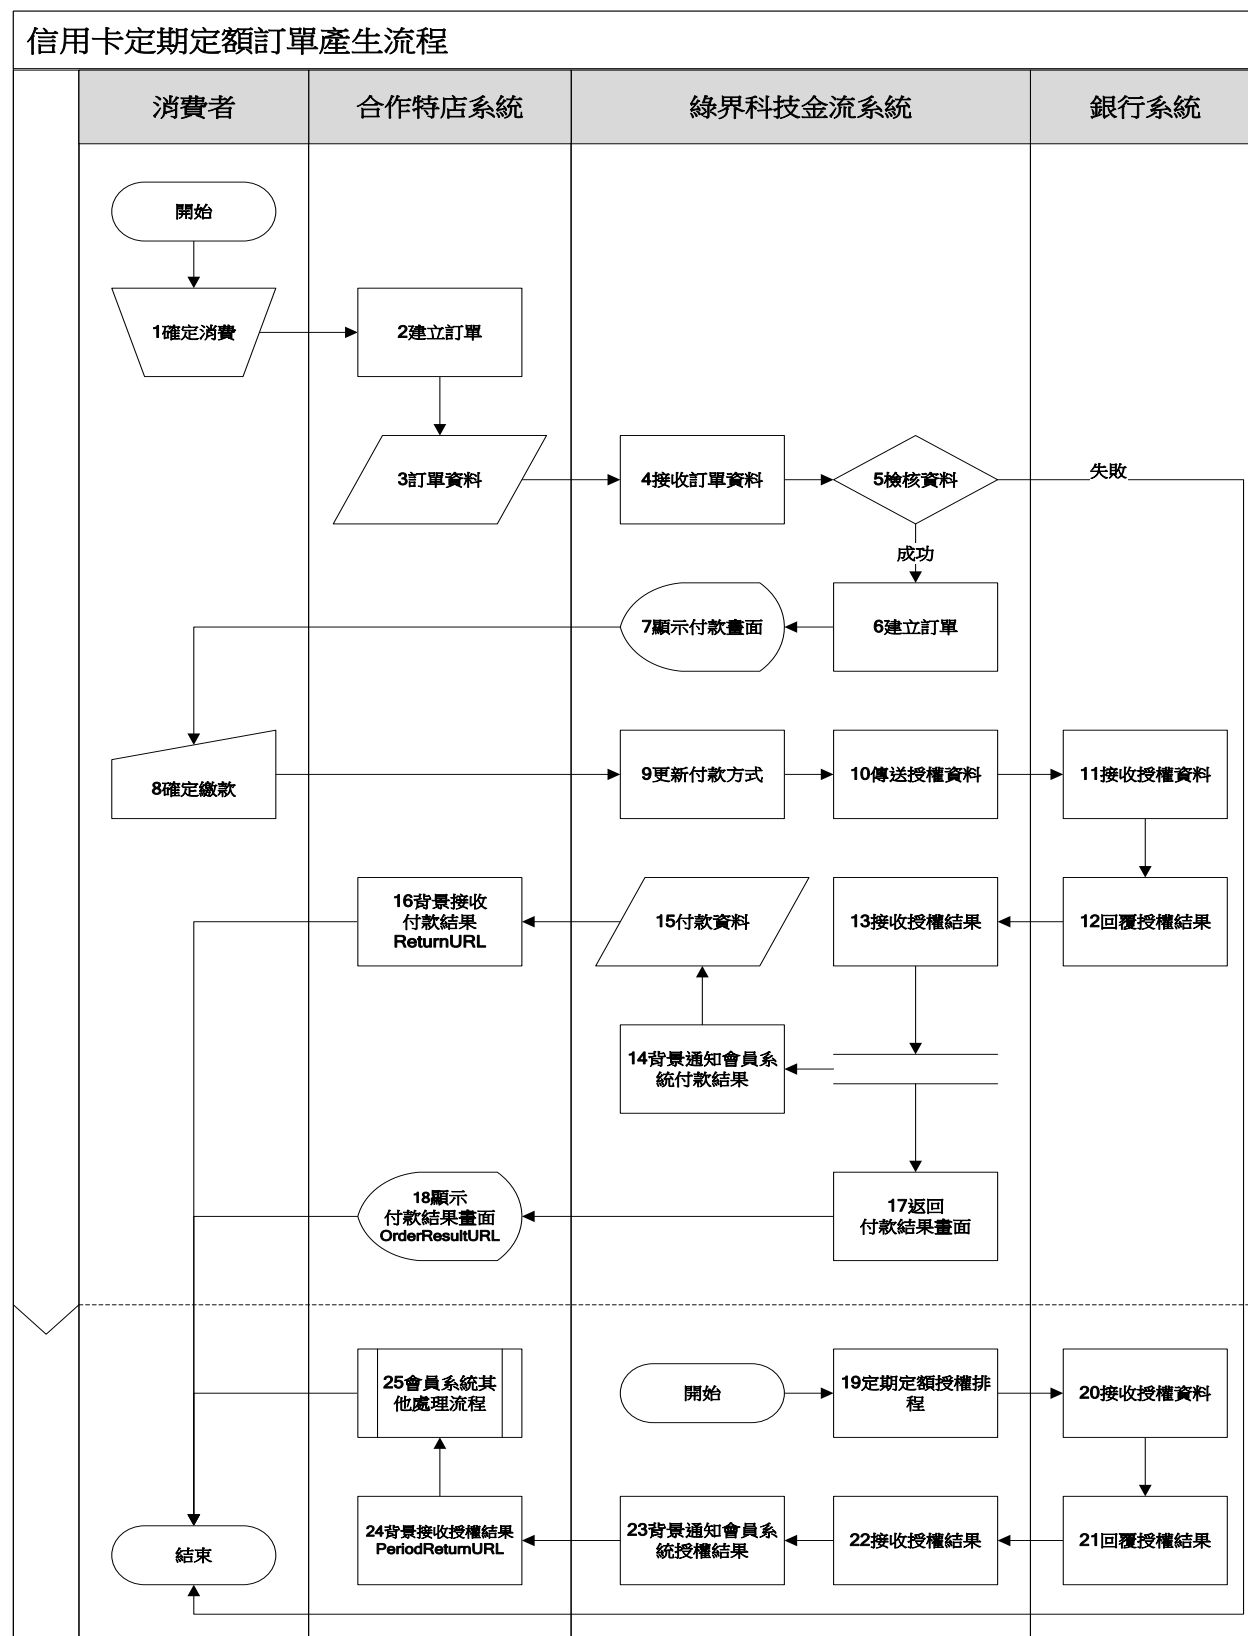 信用卡定期定額訂單產生流程
消費者
合作特店系統
綠界科技金流系統
銀行系統
開始
1確定消費
2建立訂單
3訂單資料
4接收訂單資料
5檢核資料
失敗
成功
6建立訂單
7顯示付款畫面
8確定繳款
9更新付款方式
10傳送授權資料
11接收授權資料
12回覆授權結果
13接收授權結果
14背景通知會員系
統付款結果
15付款資料
16背景接收
付款結果
ReturnURL
17返回
付款結果畫面
18顯示
付款結果畫面
OrderResultURL
開始
19定期定額授權排
程
20接收授權資料
21回覆授權結果
22接收授權結果
23背景通知會員系
統授權結果
24背景接收授權結果
PeriodReturnURL
25會員系統其
他處理流程
結束